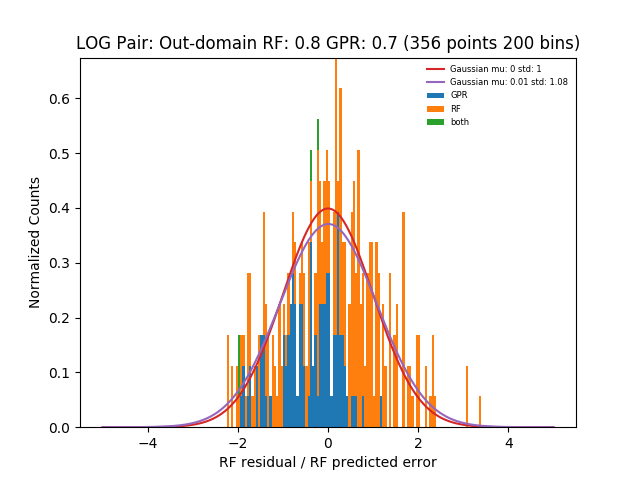 LOG Pair: Out-domain RF: 0.8 GPR: 0.7 (356 points 200 bins)
Gaussian mu: 0 std: 1
Gaussian mu: 0.01 std: 1.08
GPR
RF
both
Normalized Counts
0.6
0.5
0.4
0.3
0.2
0.1
0.0
−4
−2
0
2
4
RF residual / RF predicted error